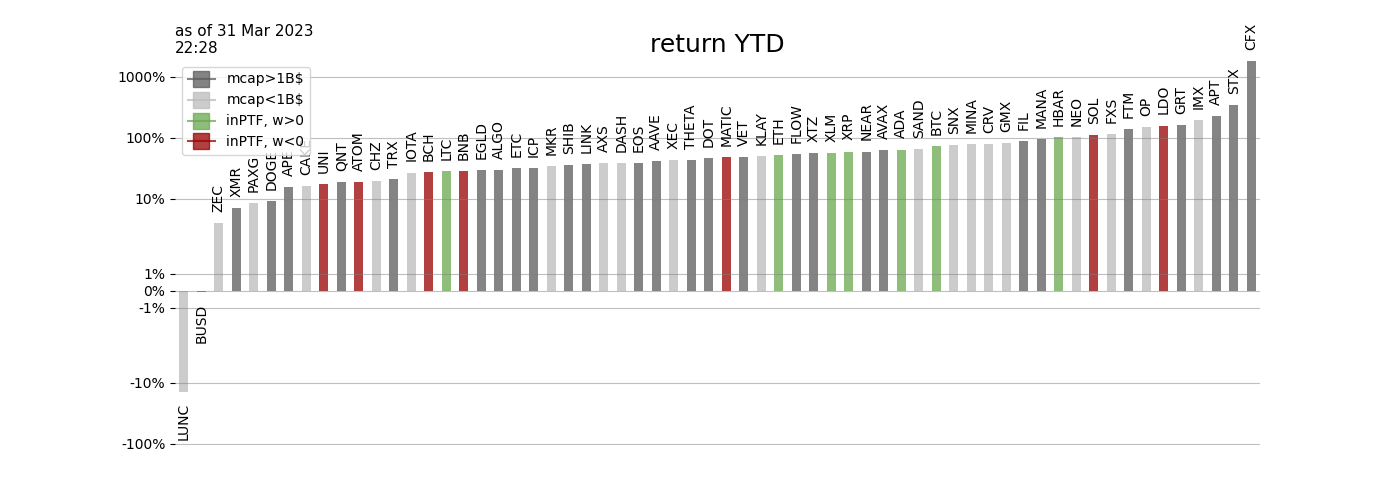 as of 31 Mar 2023
22:28
return YTD
mcap>1B$
mcap<1B$
inPTF, w>0
inPTF, w<0
1000%
100%
10%
1%
0%
-1%
-10%
-100%
LUNC
BUSD
ZEC
XMR
PAXG
DOGE
APE
CAKE
UNI
QNT
ATOM
CHZ
TRX
IOTA
BCH
LTC
BNB
EGLD
ALGO
ETC
ICP
MKR
SHIB
LINK
AXS
DASH
EOS
AAVE
XEC
THETA
DOT
MATIC
VET
KLAY
ETH
FLOW
XTZ
XLM
XRP
NEAR
AVAX
ADA
SAND
BTC
SNX
MINA
CRV
GMX
FIL
MANA
HBAR
NEO
SOL
FXS
FTM
OP
LDO
GRT
IMX
APT
STX
CFX